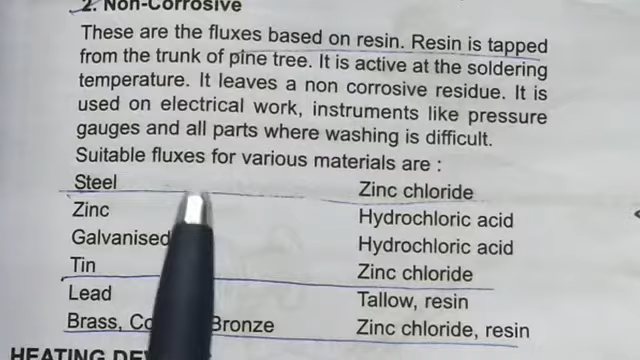 2. Non-Corrosive
These are the fluxes based on resin. Resin is tapped
from the trunk of pine tree. It is active at the soldering
temperature. It leaves a non corrosive residue. It is
used on electrical work, instruments like pressure
gauges and all parts where washing is difficult.
Suitable fluxes for various materials are :
Steel Zinc chloride
Zinc Hydrochloric acid
Galvanised Hydrochloric acid
Tin Zinc chloride
Lead Tallow, resin
Brass, Bronze Zinc chloride, resin
HEATING